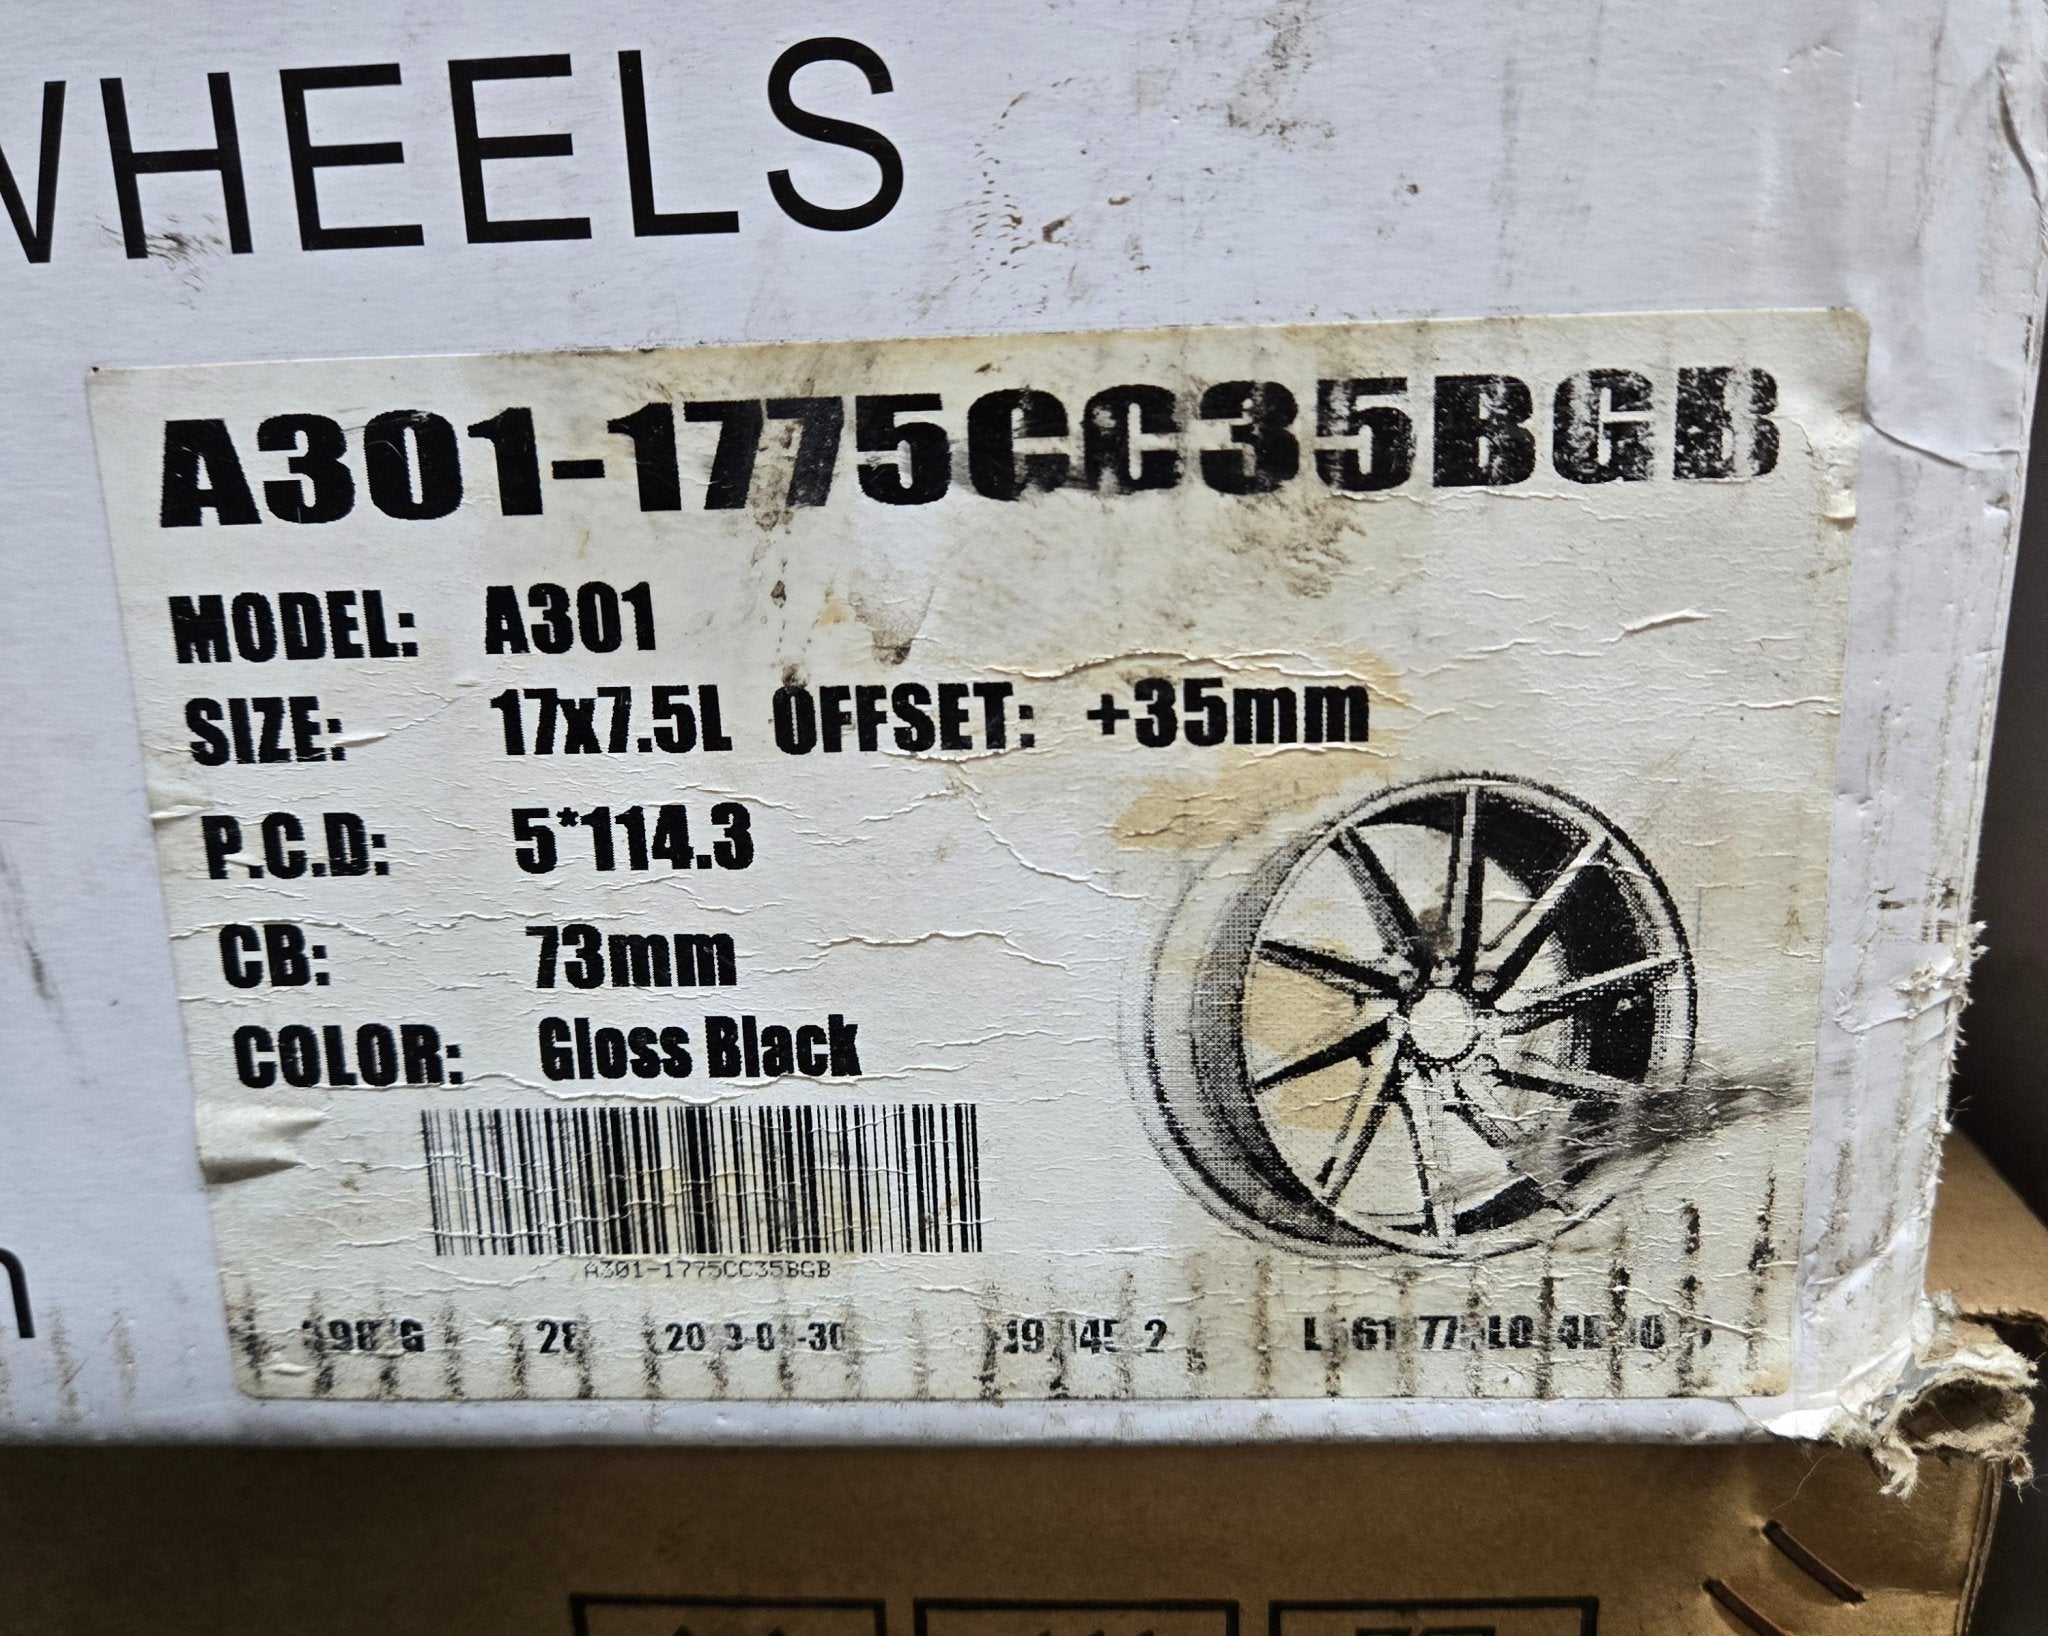 WHEELS
A301-1775CC35BGB
MODEL: A301
SIZE: 17x7.5L OFFSET: +35mm
P.C.D: 5*114.3
CB: 73mm
COLOR: Gloss Black
A301-1775CC35BGB